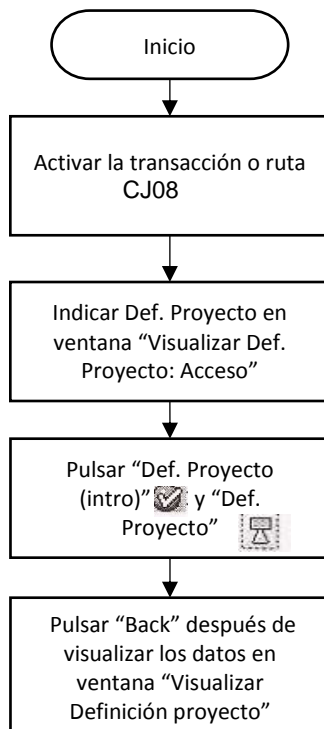 Inicio
Activar la transacción o ruta
CJ08
Indicar Def. Proyecto en
ventana “Visualizar Def.
Proyecto: Acceso”
Pulsar “Def. Proyecto
(intro)” y “Def.
Proyecto”
Pulsar “Back” después de
visualizar los datos en
ventana “Visualizar
Definición proyecto”